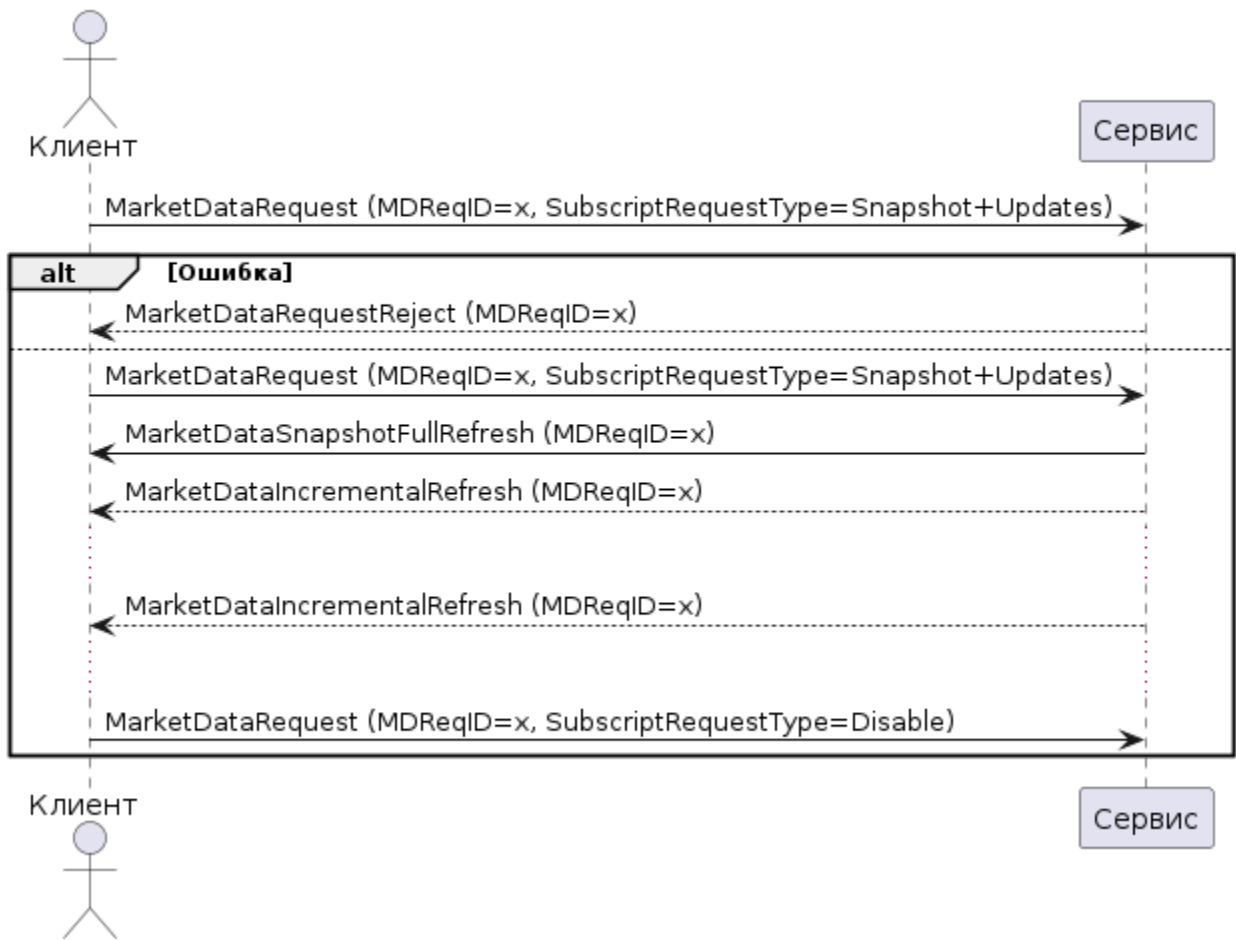 Клиент
Сервис
MarketDataRequest (MDReqID=x, SubscriptRequestType=Snapshot+Updates)
alt [Ошибка]
MarketDataRequestReject (MDReqID=x)
MarketDataRequest (MDReqID=x, SubscriptRequestType=Snapshot+Updates)
MarketDataSnapshotFullRefresh (MDReqID=x)
MarketDataIncrementalRefresh (MDReqID=x)
MarketDataIncrementalRefresh (MDReqID=x)
MarketDataRequest (MDReqID=x, SubscriptRequestType=Disable)
Клиент
Сервис